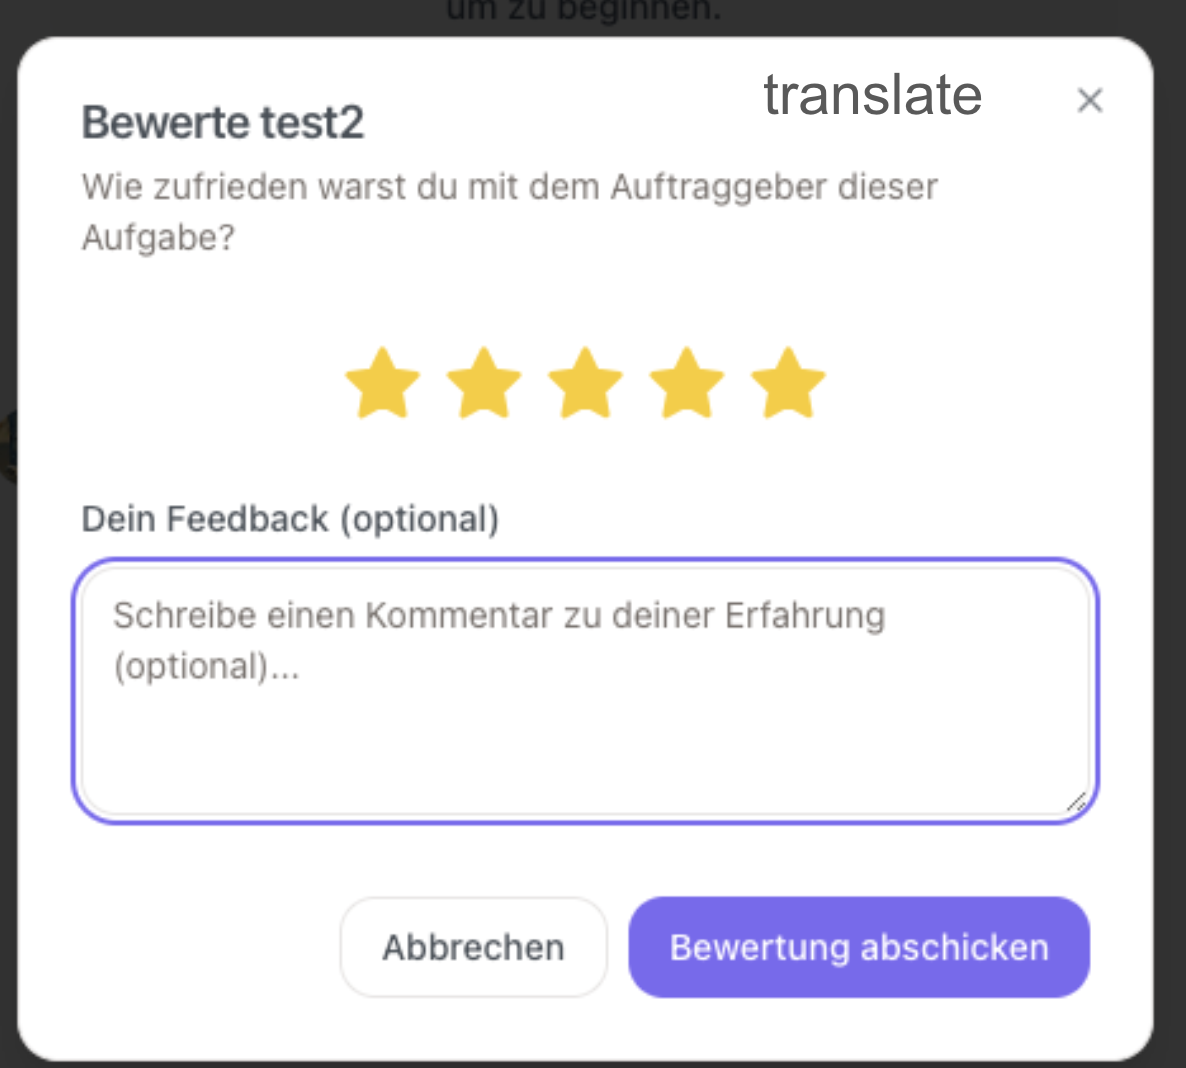 um zu beginnen.
translate
Bewerte test2
Wie zufrieden warst du mit dem Auftraggeber dieser
Aufgabe?
Dein Feedback (optional)
Schreibe einen Kommentar zu deiner Erfahrung
(optional)...
Abbrechen
Bewertung abschicken